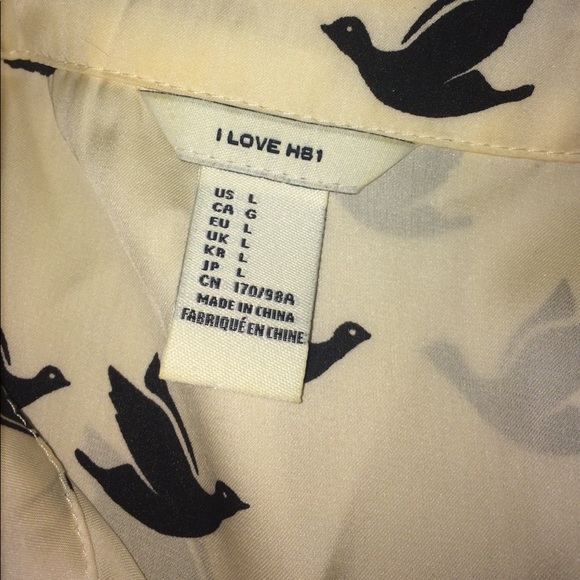 I LOVE H81
US L
CA G
EU L
UK L
KR L
JP L
CN 170/98A
MADE IN CHINA
FABRIQUÉ EN CHINE